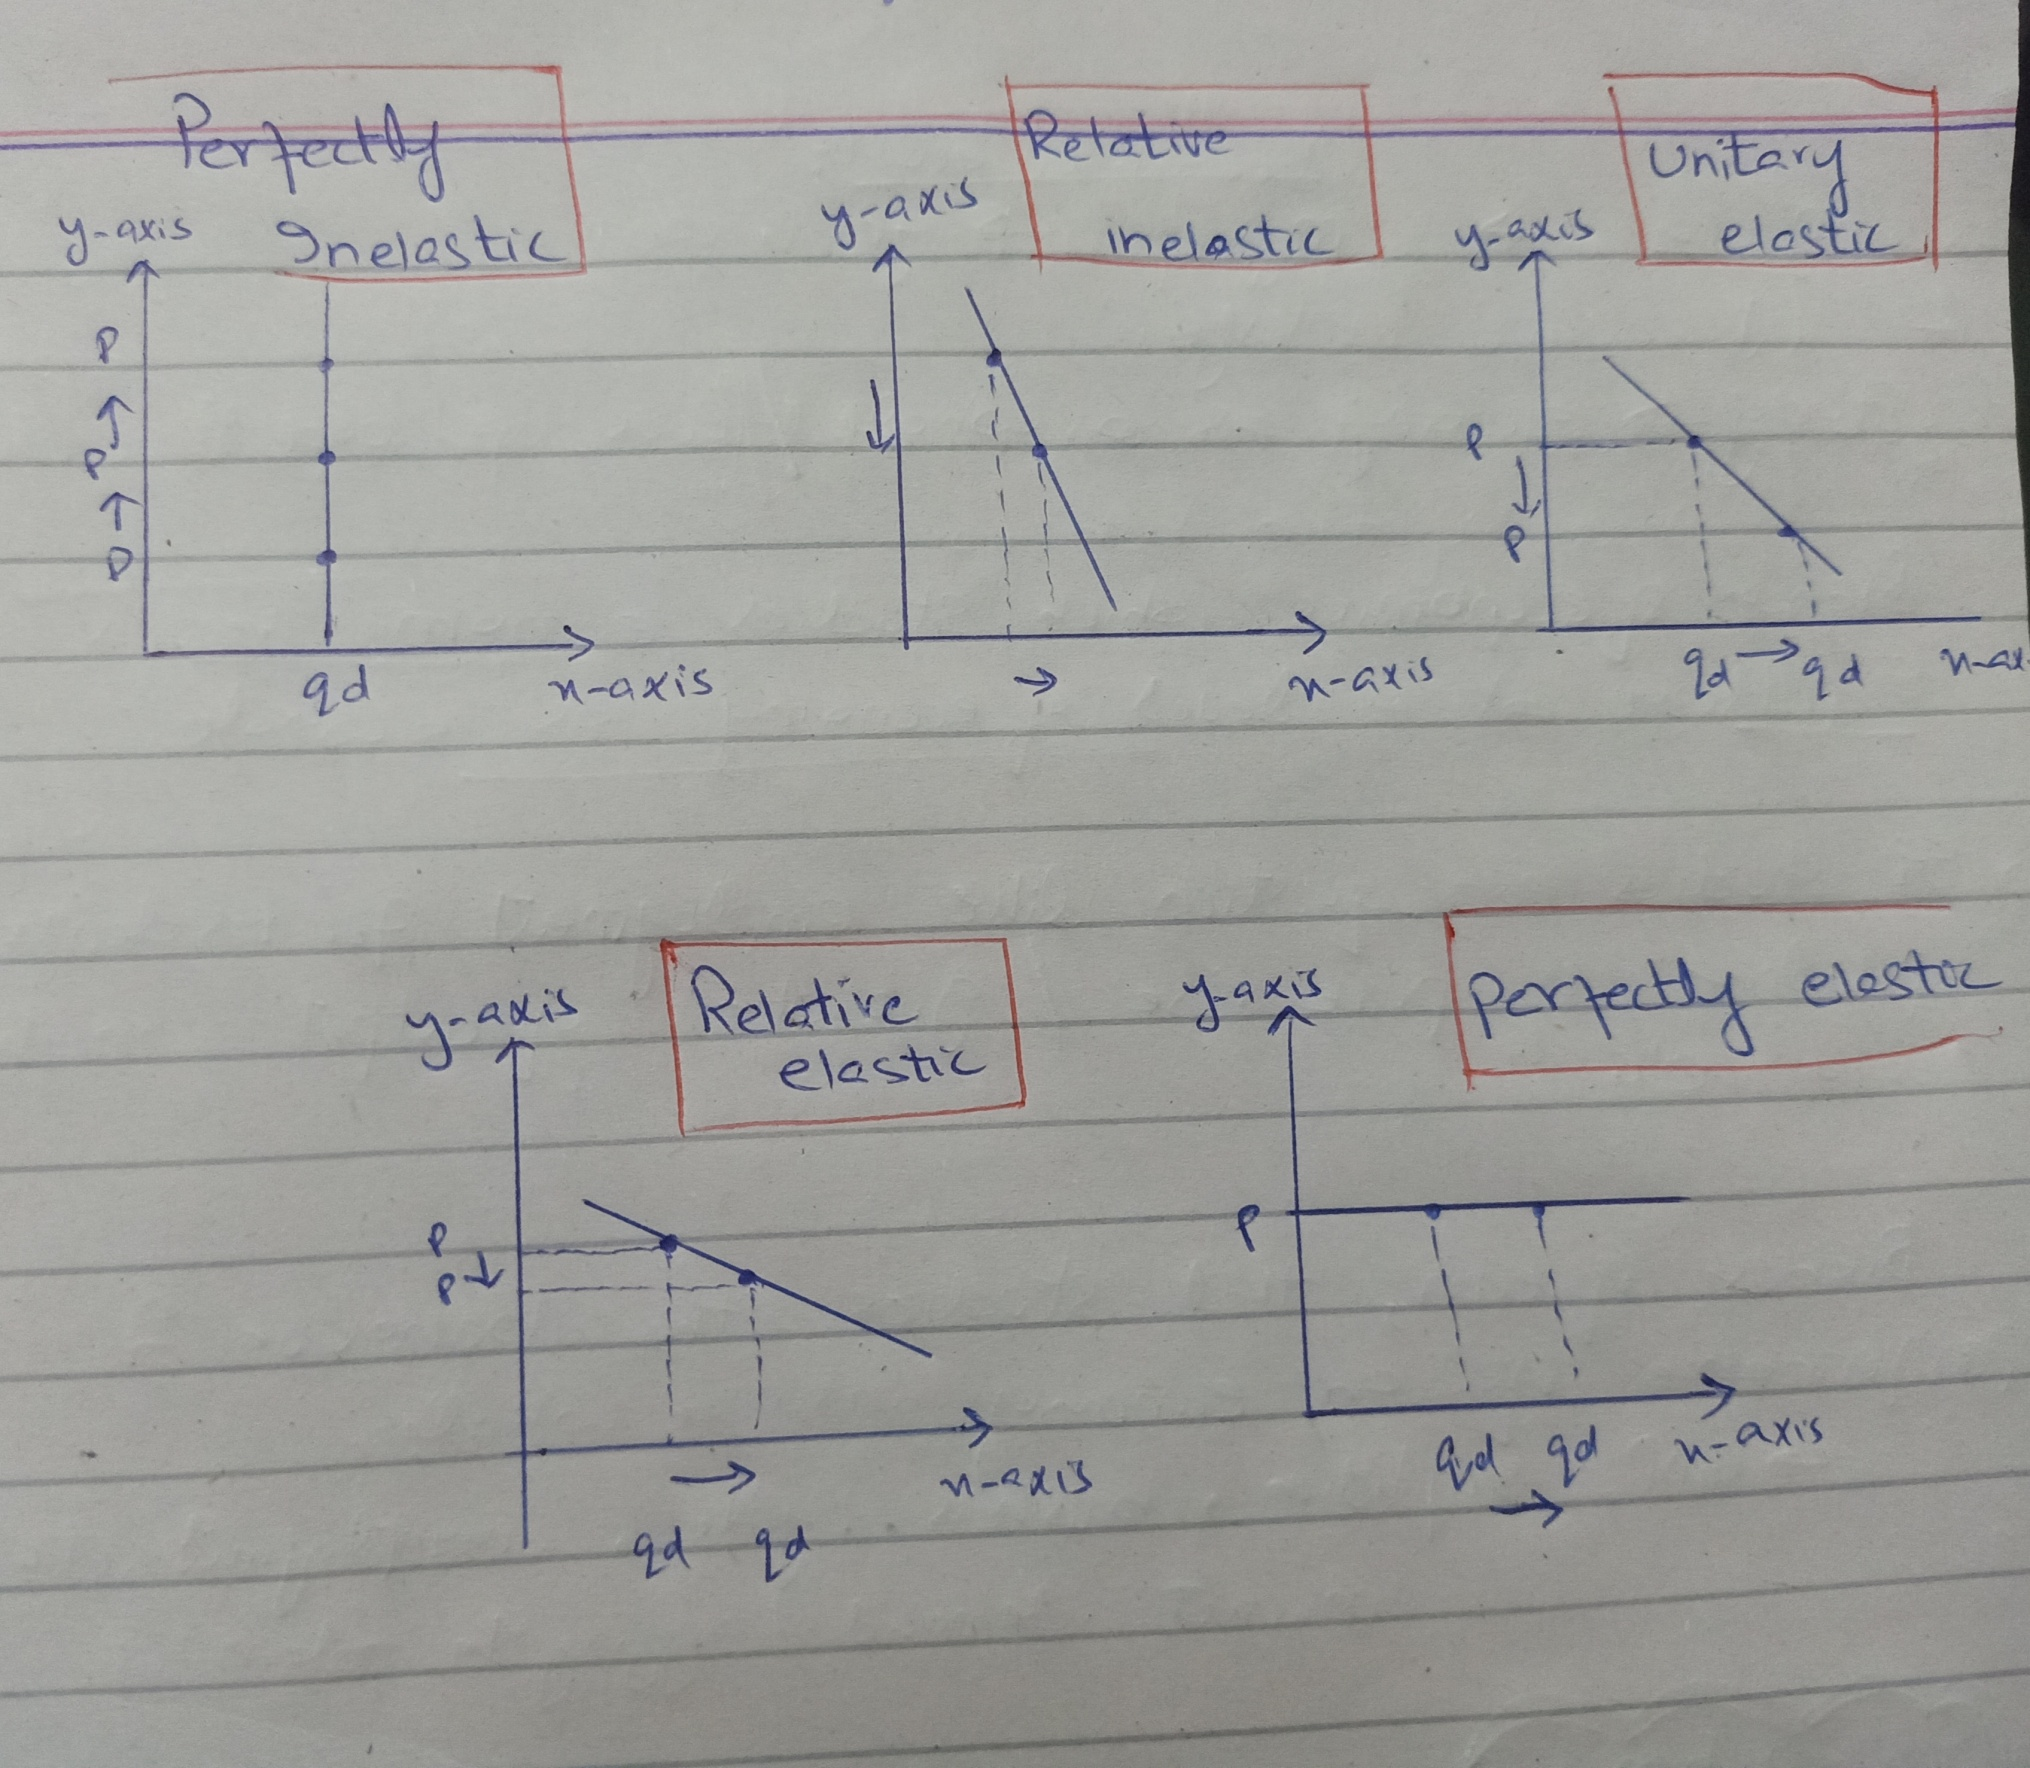 Perfectly
Inelastic
y-axis
P
↑
P
↑
P
qd
x-axis
Relative
inelastic
y-axis
↓
→
x-axis
Unitary
elastic
y-axis
P
↓
P
qd → qd
x-ax
Relative
elastic
y-axis
P
P ↓
→
x-axis
qd qd
Perfectly elastic
y-axis
P
qd qd
→
x-axis